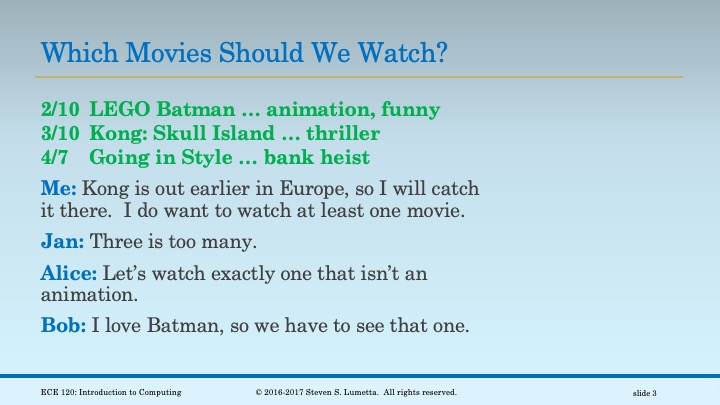 Which Movies Should We Watch?
2/10 LEGO Batman … animation, funny
3/10 Kong: Skull Island … thriller
4/7 Going in Style … bank heist
Me: Kong is out earlier in Europe, so I will catch
it there. I do want to watch at least one movie.
Jan: Three is too many.
Alice: Let’s watch exactly one that isn’t an
animation.
Bob: I love Batman, so we have to see that one.
ECE 120: Introduction to Computing © 2016-2017 Steven S. Lumetta. All rights reserved. slide 3